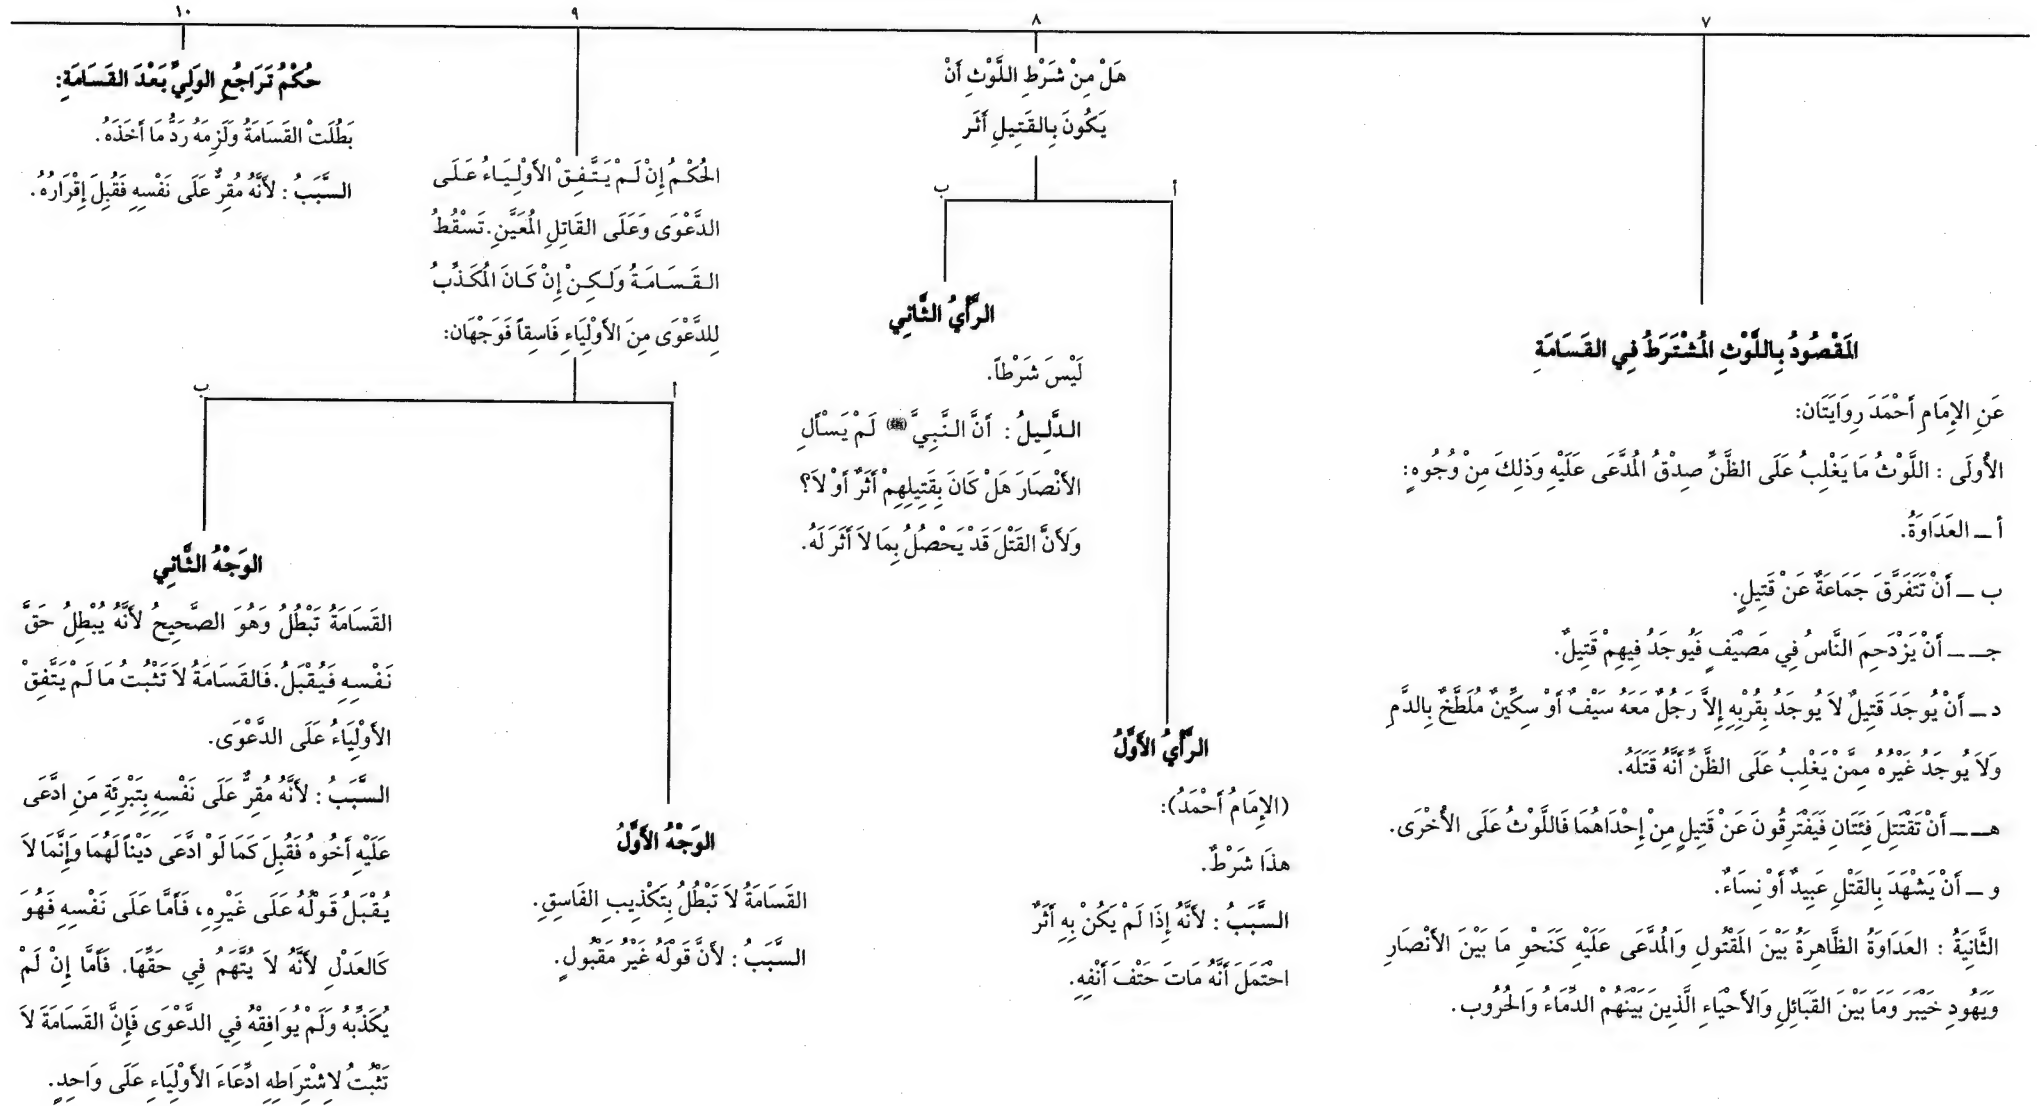 ٧
المَقْصُودُ بِاللَّوْثِ المُشْتَرَطُ فِي القَسَامَةِ
عَنِ الإِمَامِ أَحْمَدَ رِوَايَتَان:
الأُولَى : اللَّوْثُ مَا يَغْلِبُ عَلَى الظَّنِّ صِدْقُ المُدَّعَى عَلَيْهِ وَذلِكَ مِنْ وُجُوهٍ:
أ ـ العَدَاوَةُ.
ب ـ أَنْ تَتَفَرَّقَ جَمَاعَةٌ عَنْ قَتِيلٍ.
جـ ـ أَنْ يَزْدَحِمَ النَّاسُ فِي مَصْيَفٍ فَيُوجَدُ فِيهِمْ قَتِيلٌ.
د ـ أَنْ يُوجَدَ قَتِيلٌ لاَ يُوجَدُ بِقُرْبِهِ إِلاَّ رَجُلٌ مَعَهُ سَيْفٌ أَوْ سِكِّينٌ مُلَطَّخٌ بِالدَّمِ
وَلاَ يُوجَدُ غَيْرُهُ مِمَّنْ يَغْلِبُ عَلَى الظَّنِّ أَنَّهُ قَتَلَهُ.
هـ ـ أَنْ تَقْتَتِلَ فِئَتَانِ فَيَفْتَرِقُونَ عَنْ قَتِيلٍ مِنْ إِحْدَاهُمَا فَاللَّوْثُ عَلَى الأُخْرَى.
و ـ أَنْ يَشْهَدَ بِالقَتْلِ عَبِيدٌ أَوْ نِسَاءٌ.
الثَّانِيَةُ : العَدَاوَةُ الظَّاهِرَةُ بَيْنَ المَقْتُولِ وَالمُدَّعَى عَلَيْهِ كَنَحْوِ مَا بَيْنَ الأَنْصَارِ
وَيَهُودِ خَيْبَرَ وَمَا بَيْنَ القَبَائِلِ وَالأَحْيَاءِ الَّذِينَ بَيْنَهُمْ الدِّمَاءُ وَالحُرُوب.
٨
هَلْ مِنْ شَرْطِ اللَّوْثِ أَنْ
يَكُونَ بِالقَتِيلِ أَثَر
أ
الرَّأْيُ الأَوَّلُ
(الإِمَامُ أَحْمَدُ):
هذَا شَرْطٌ.
السَّبَبُ : لأَنَّهُ إِذَا لَمْ يَكُنْ بِهِ أَثَرٌ
احْتَمَلَ أَنَّهُ مَاتَ حَتْفَ أَنْفِهِ.
ب
الرَّأْيُ الثَّانِي
لَيْسَ شَرْطاً.
الدَّلِيلُ : أَنَّ النَّبِيَّ ﷺ لَمْ يَسْأَلِ
الأَنْصَارَ هَلْ كَانَ بِقَتِيلِهِمْ أَثَرٌ أَوْ لاَ؟
وَلأَنَّ القَتْلَ قَدْ يَحْصُلُ بِمَا لاَ أَثَرَ لَهُ.
٩
الحُكْمُ إِنْ لَمْ يَتَّفِقْ الأَوْلِيَاءُ عَلَى
الدَّعْوَى وَعَلَى القَاتِلِ المُعَيَّنِ. تَسْقُطُ
القَسَامَةُ وَلَكِنْ إِنْ كَانَ المُكَذِّبُ
لِلدَّعْوَى مِنَ الأَوْلِيَاءِ فَاسِقاً فَوَجْهَان:
أ
الوَجْهُ الأَوَّلُ
القَسَامَةُ لاَ تَبْطُلُ بِتَكْذِيبِ الفَاسِقِ.
السَّبَبُ : لأَنَّ قَوْلَهُ غَيْرُ مَقْبُولٍ.
ب
الوَجْهُ الثَّانِي
القَسَامَةُ تَبْطُلُ وَهُوَ الصَّحِيحُ لأَنَّهُ يُبْطِلُ حَقَّ
نَفْسِهِ فَيُقْبَلُ. فَالقَسَامَةُ لاَ تَثْبُتُ مَا لَمْ يَتَّفِقْ
الأَوْلِيَاءُ عَلَى الدَّعْوَى.
السَّبَبُ : لأَنَّهُ مُقِرٌّ عَلَى نَفْسِهِ بِتَبْرِئَةِ مَنِ ادَّعَى
عَلَيْهِ أَخُوهُ فَقُبِلَ كَمَا لَوْ ادَّعَى دَيْناً لَهُمَا وَإِنَّمَا لاَ
يُقْبَلُ قَوْلُهُ عَلَى غَيْرِهِ، فَأَمَّا عَلَى نَفْسِهِ فَهُوَ
كَالعَدْلِ لأَنَّهُ لاَ يُتَّهَمُ فِي حَقِّهَا. فَأَمَّا إِنْ لَمْ
يُكَذِّبْهُ وَلَمْ يُوَافِقْهُ فِي الدَّعْوَى فَإِنَّ القَسَامَةَ لاَ
تَثْبُتُ لاِشْتِرَاطِهِ ادِّعَاءَ الأَوْلِيَاءِ عَلَى وَاحِدٍ.
١٠
حُكْمُ تَرَاجُعِ الوَلِيِّ بَعْدَ القَسَامَةِ:
بَطُلَتْ القَسَامَةُ وَلَزِمَهُ رَدُّ مَا أَخَذَهُ.
السَّبَبُ : لأَنَّهُ مُقِرٌّ عَلَى نَفْسِهِ فَقُبِلَ إِقْرَارُهُ.